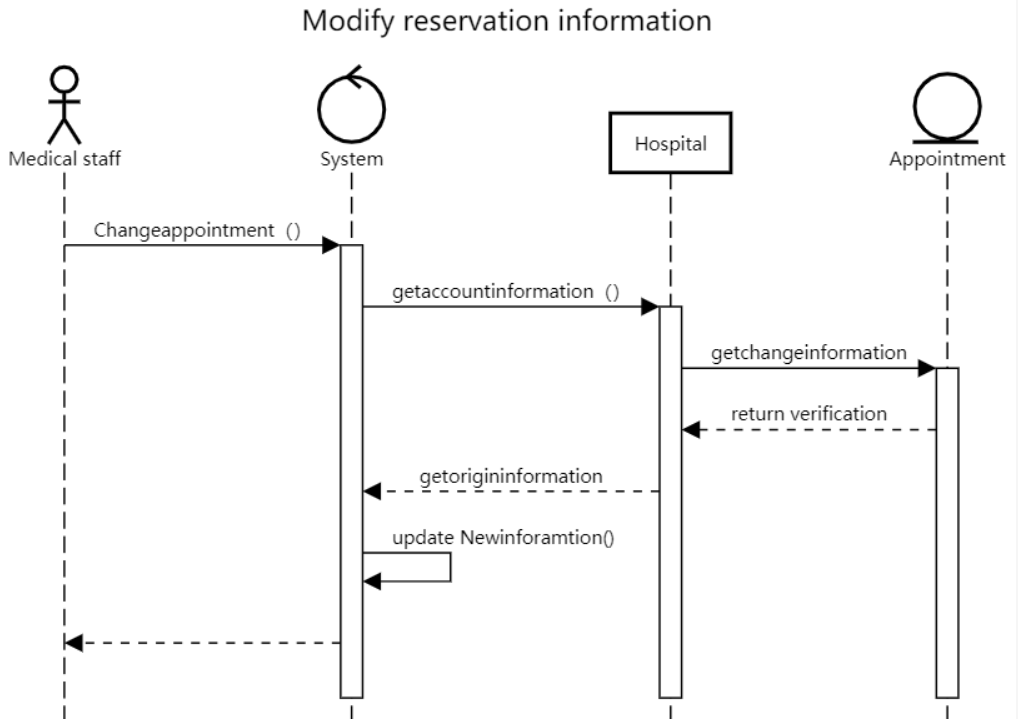 Modify reservation information
Medical staff
System
Hospital
Appointment
Changeappointment ()
getaccountinformation ()
getchangeinformation
return verification
getorigininformation
update Newinforamtion()